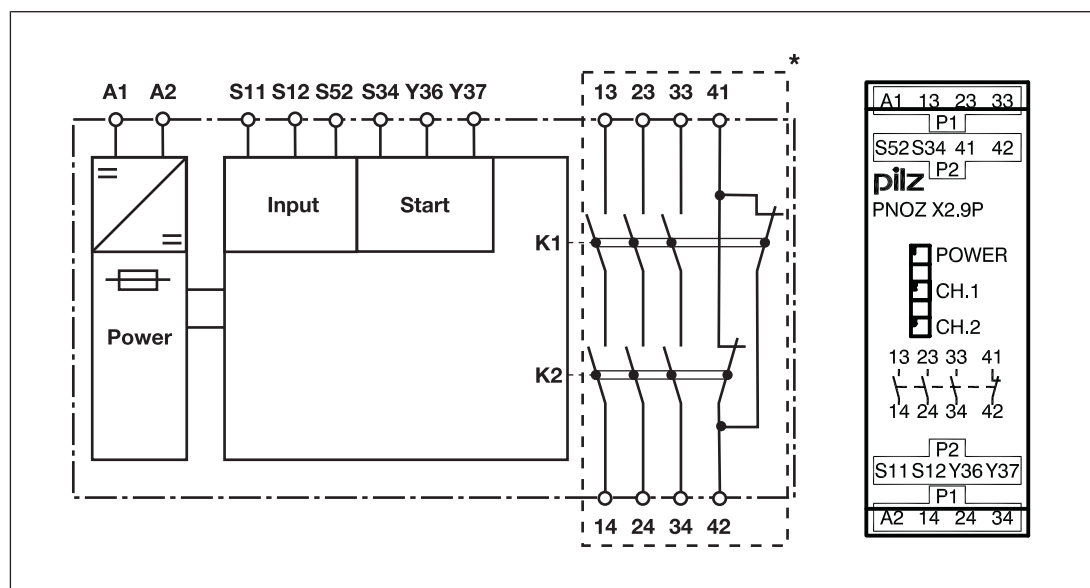 *
A1 A2 S11 S12 S52 S34 Y36 Y37 13 23 33 41
Input Start
K1
Power
K2
14 24 34 42
A1 13 23 33
P1
S52 S34 41 42
P2
pilz
PNOZ X2.9P
POWER
CH.1
CH.2
13 23 33 41
14 24 34 42
P2
S11 S12 Y36 Y37
P1
A2 14 24 34